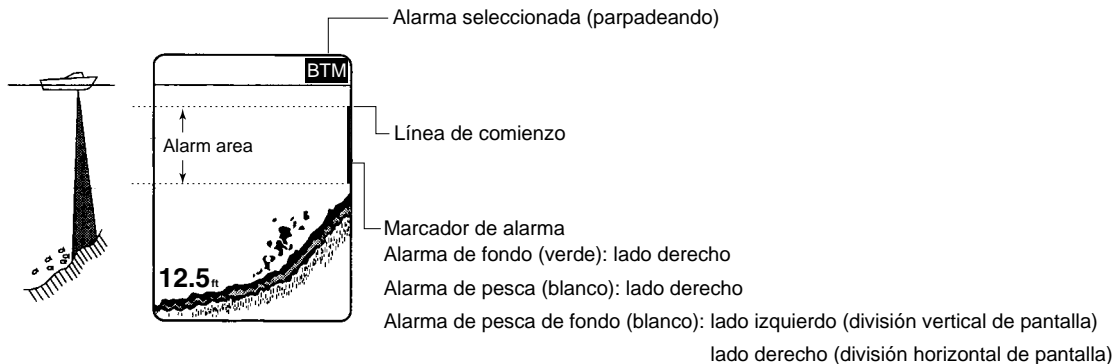 Alarma seleccionada (parpadeando)
BTM
Línea de comienzo
Alarm area
Marcador de alarma
Alarma de fondo (verde): lado derecho
12.5ft
Alarma de pesca (blanco): lado derecho
Alarma de pesca de fondo (blanco): lado izquierdo (división vertical de pantalla)
lado derecho (división horizontal de pantalla)